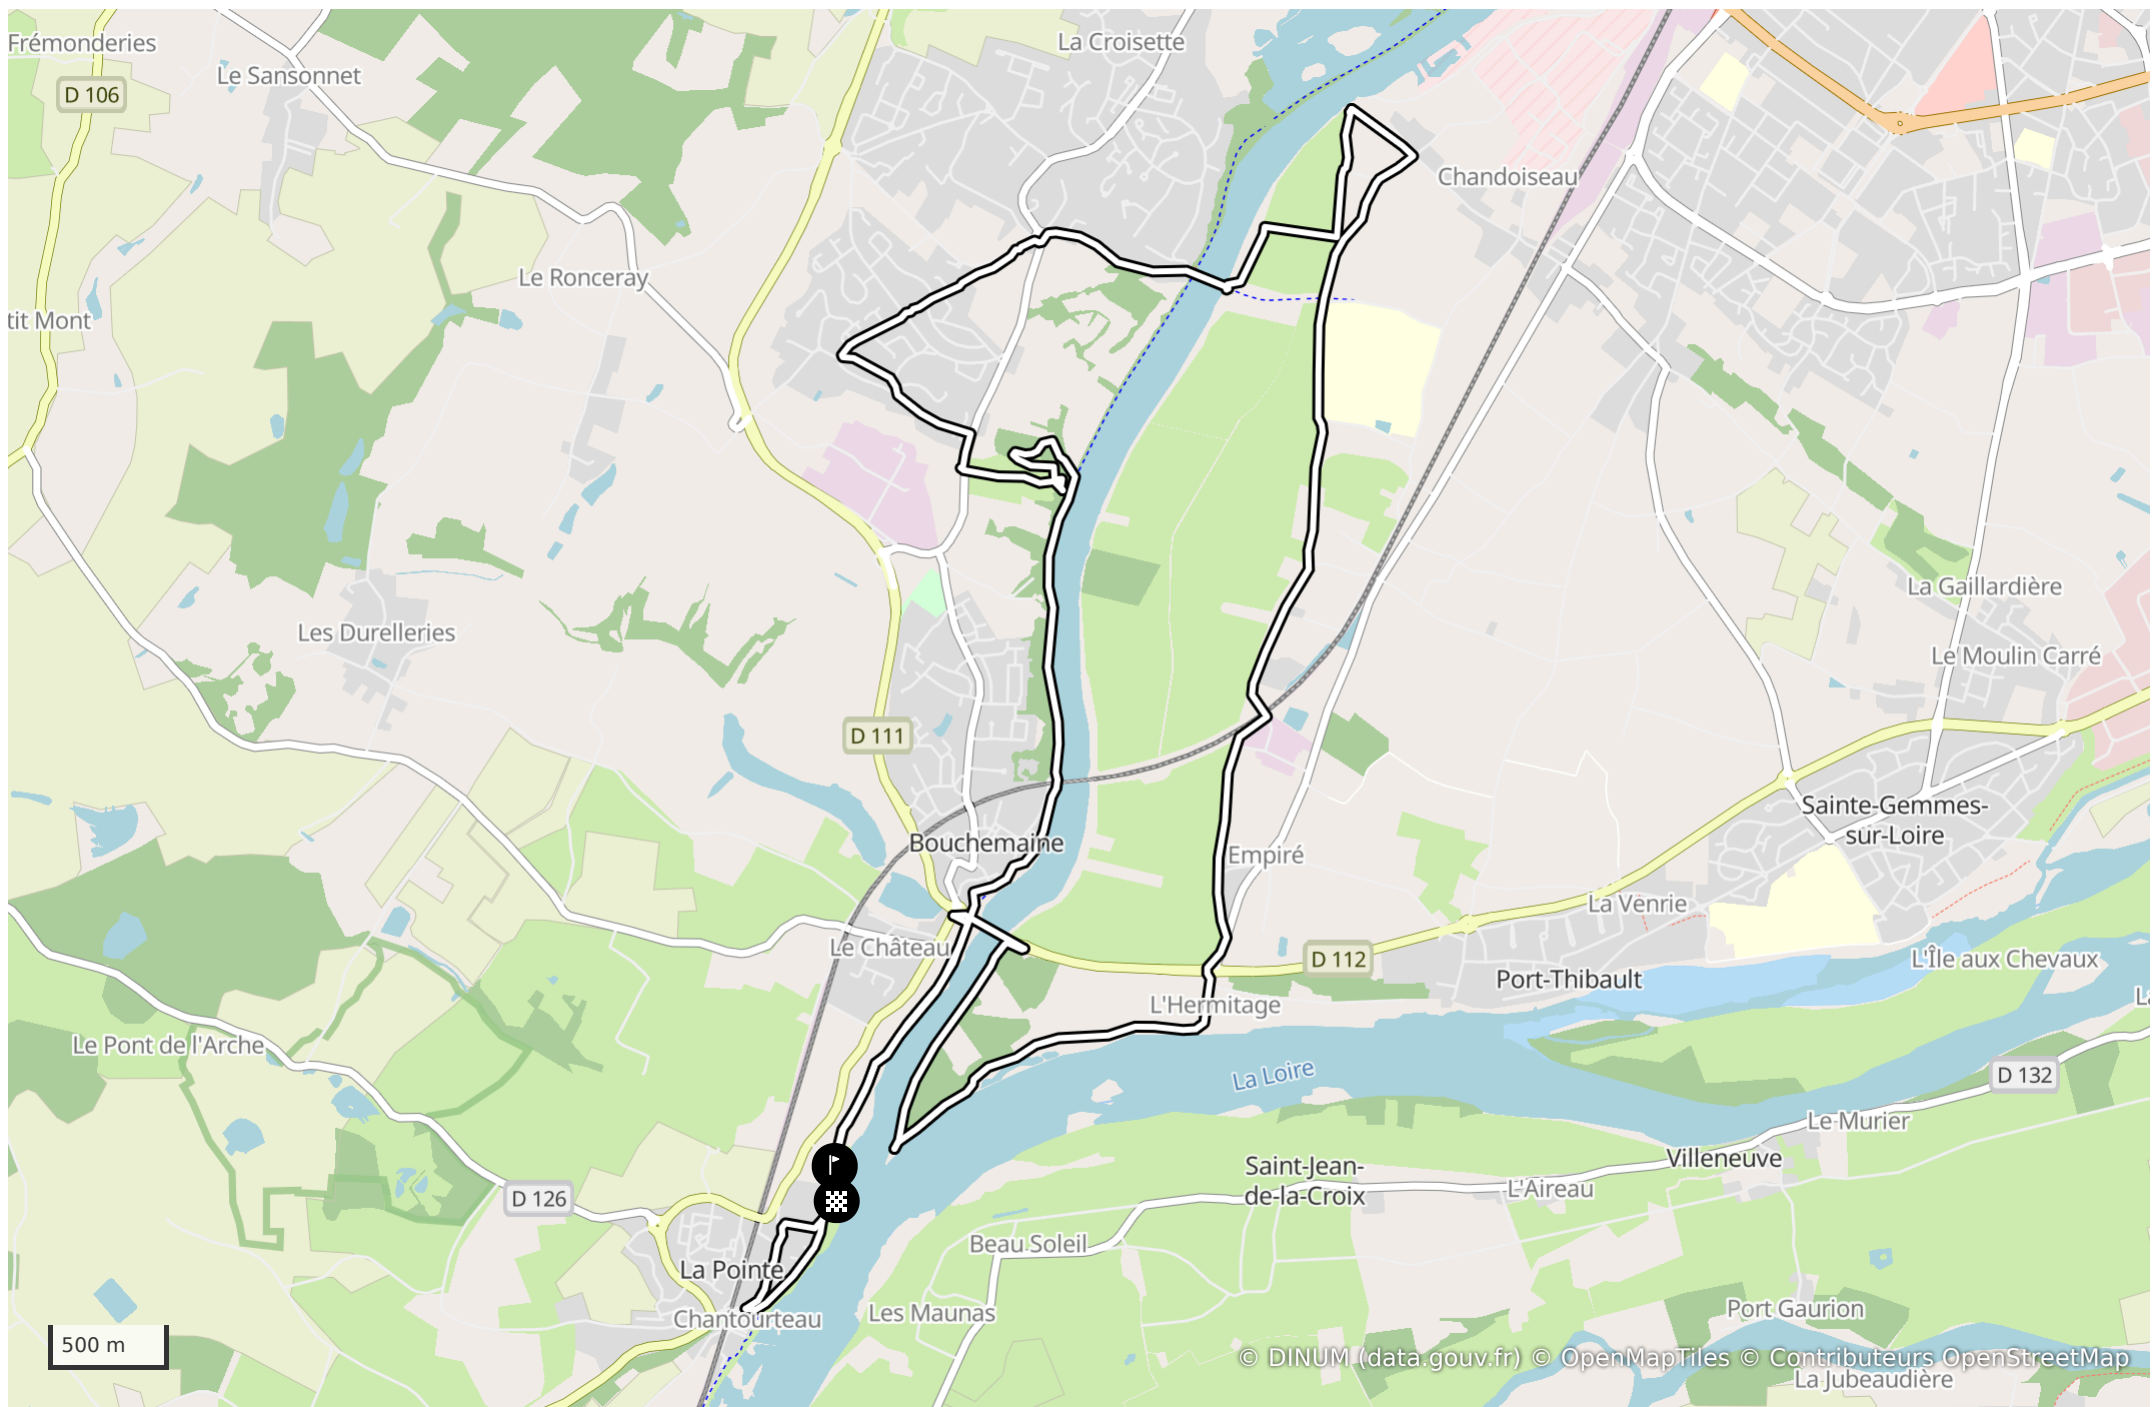 Frémonderies
La Croisette
Le Sansonnet
D 106
Chandoiseau
Le Ronceray
tit Mont
La Gaillardière
Les Durelleries
Le Moulin Carré
D 111
Sainte-Gemmes-
sur-Loire
Bouchemaine
Empiré
La Venrie
Le Château
D 112
L'Île aux Chevaux
Port-Thibault
L'Hermitage
La
Le Pont de l'Arche
La Loire
D 132
Le Murier
Villeneuve
Saint-Jean-
de-la-Croix
L'Aireau
D 126
Beau Soleil
La Pointe
Chantourteau
Les Maunas
Port Gaurion
500 m
© DINUM (data.gouv.fr) © OpenMapTiles © Contributeurs OpenStreetMap
La Jubeaudière